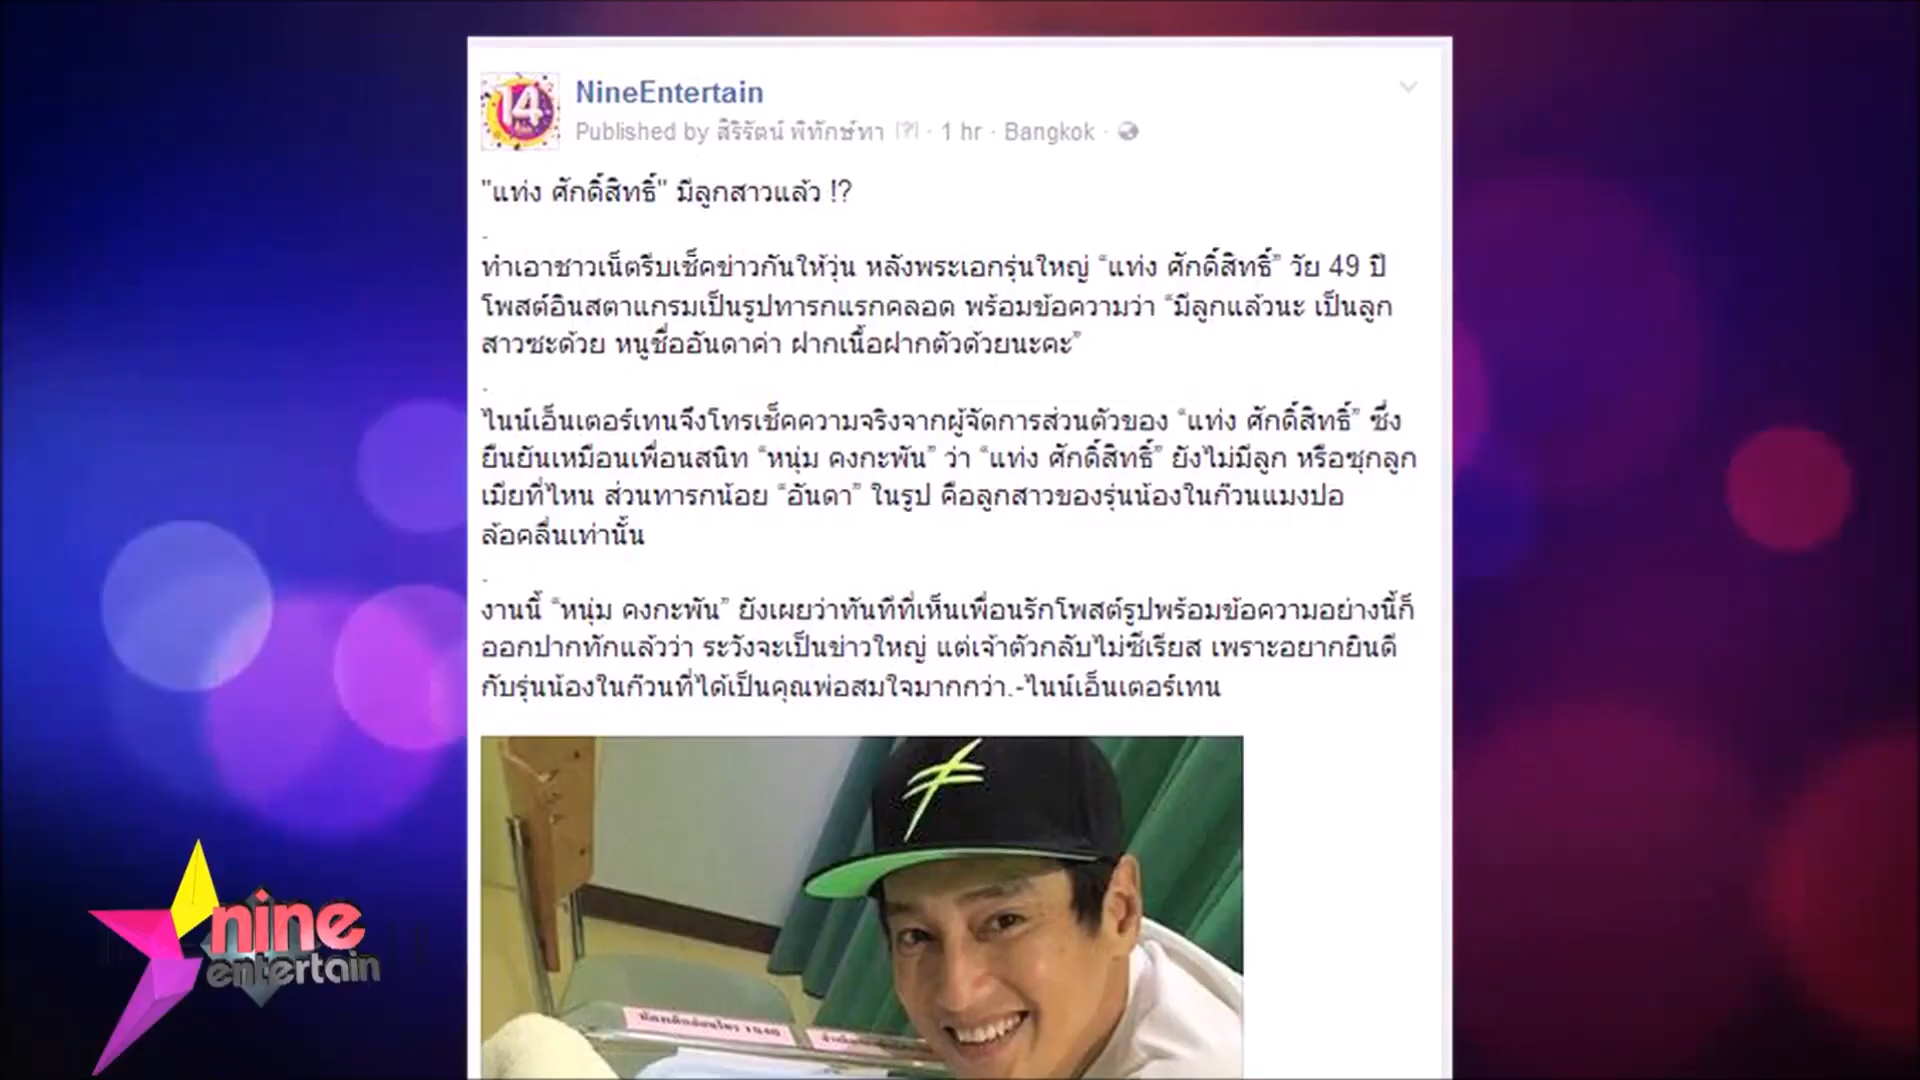 14
NineEntertain
Published by สิริรัตน์ พิทักษ์ทา [?] · 1 hr · Bangkok ·
"แท่ง ศักดิ์สิทธิ์" มีลูกสาวแล้ว !?
.
ทำเอาชาวเน็ตรีบเช็คข่าวกันให้วุ่น หลังพระเอกรุ่นใหญ่ “แท่ง ศักดิ์สิทธิ์” วัย 49 ปี
โพสต์อินสตาแกรมเป็นรูปทารกแรกคลอด พร้อมข้อความว่า “มีลูกแล้วนะ เป็นลูก
สาวซะด้วย หนูชื่ออันดาค่า ฝากเนื้อฝากตัวด้วยนะคะ”
.
ไนน์เอ็นเตอร์เทนจึงโทรเช็คความจริงจากผู้จัดการส่วนตัวของ “แท่ง ศักดิ์สิทธิ์” ซึ่ง
ยืนยันเหมือนเพื่อนสนิท “หนุ่ม คงกะพัน” ว่า “แท่ง ศักดิ์สิทธิ์” ยังไม่มีลูก หรือซุกลูก
เมียที่ไหน ส่วนทารกน้อย “อันดา” ในรูป คือลูกสาวของรุ่นน้องในก๊วนแมงปอ
ล้อคลื่นเท่านั้น
.
งานนี้ “หนุ่ม คงกะพัน” ยังเผยว่าทันทีที่เห็นเพื่อนรักโพสต์รูปพร้อมข้อความอย่างนี้ก็
ออกปากทักแล้วว่า ระวังจะเป็นข่าวใหญ่ แต่เจ้าตัวกลับไม่ซีเรียส เพราะอยากยินดี
กับรุ่นน้องในก๊วนที่ได้เป็นคุณพ่อสมใจมากกว่า.-ไนน์เอ็นเตอร์เทน
nine
entertain